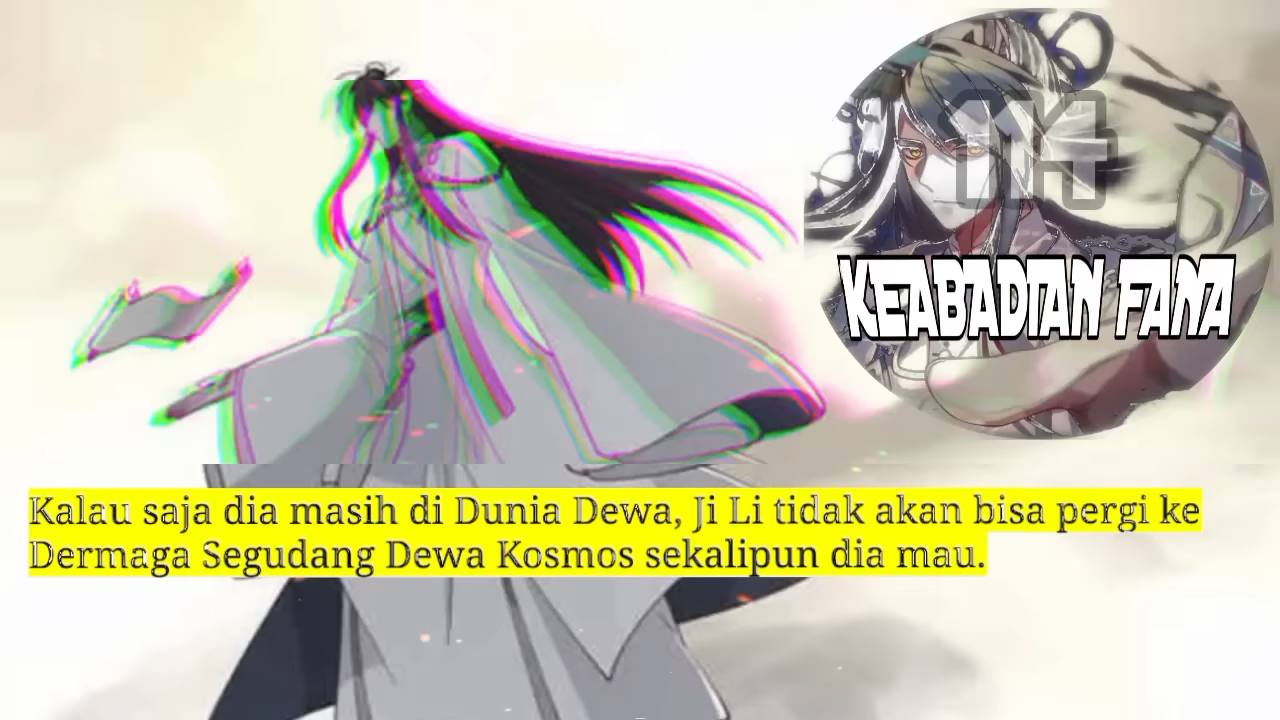 KEABADIAN FANA
Kalau saja dia masih di Dunia Dewa, Ji Li tidak akan bisa pergi ke
Dermaga Segudang Dewa Kosmos sekalipun dia mau.